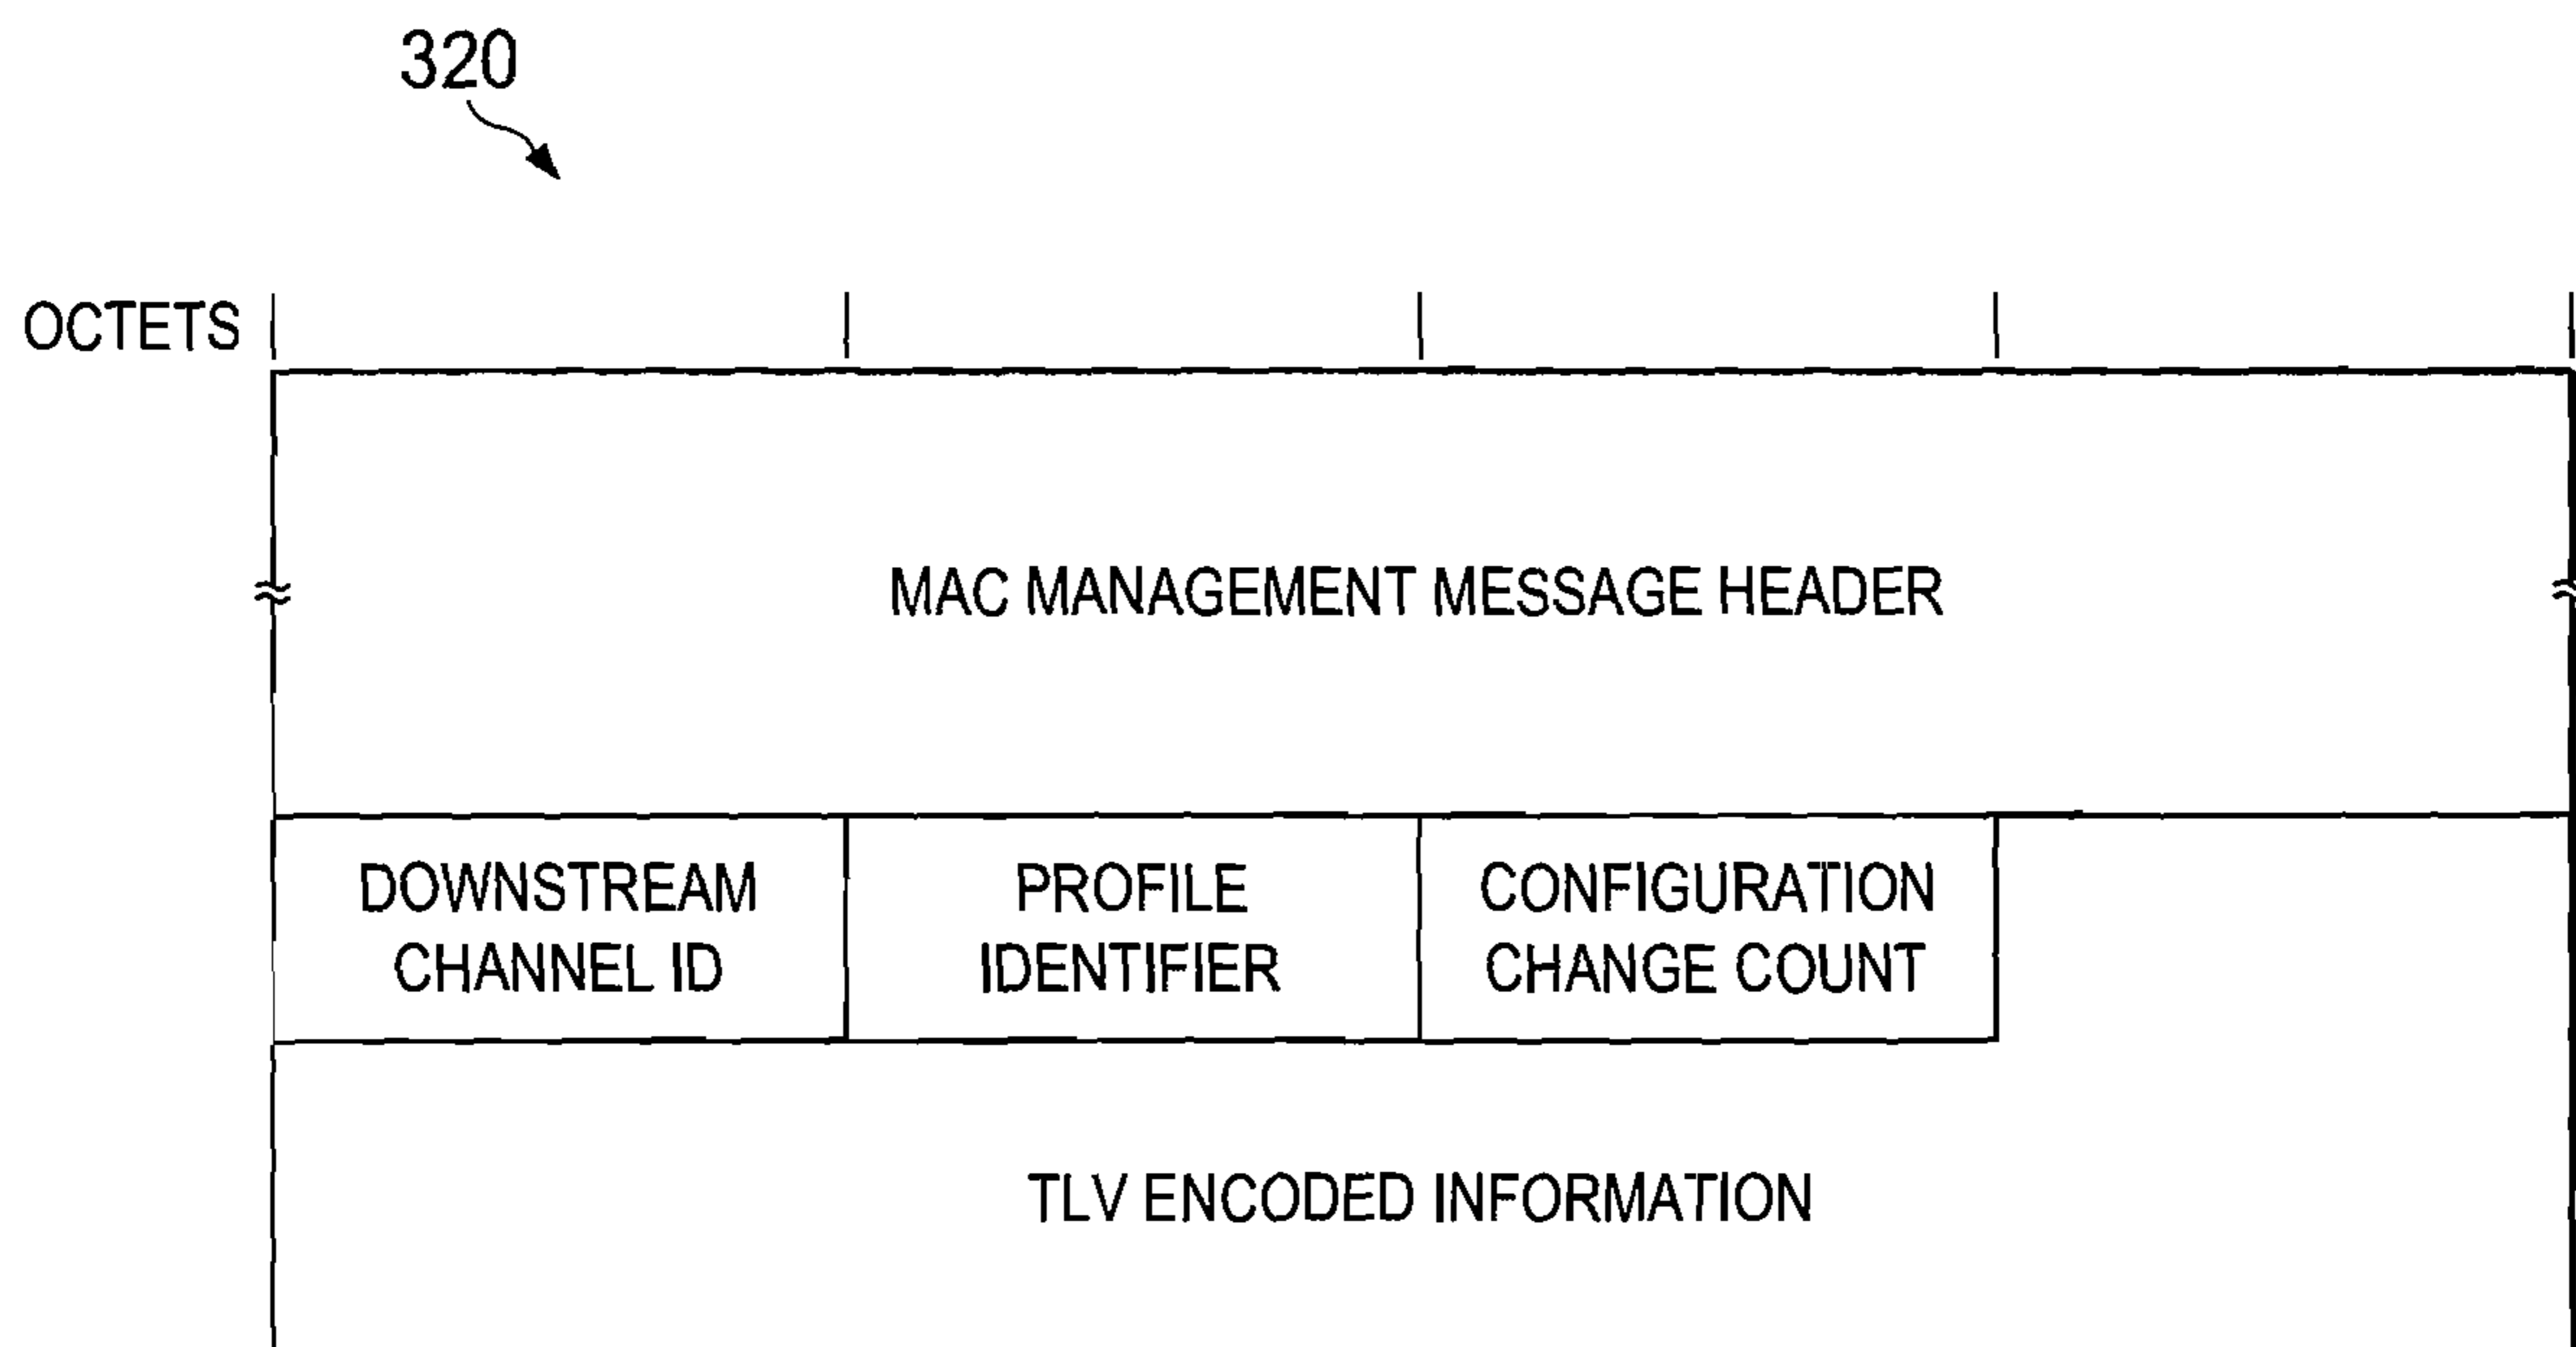 320
OCTETS
MAC MANAGEMENT MESSAGE HEADER
DOWNSTREAM
CHANNEL ID
PROFILE
IDENTIFIER
CONFIGURATION
CHANGE COUNT
TLV ENCODED INFORMATION